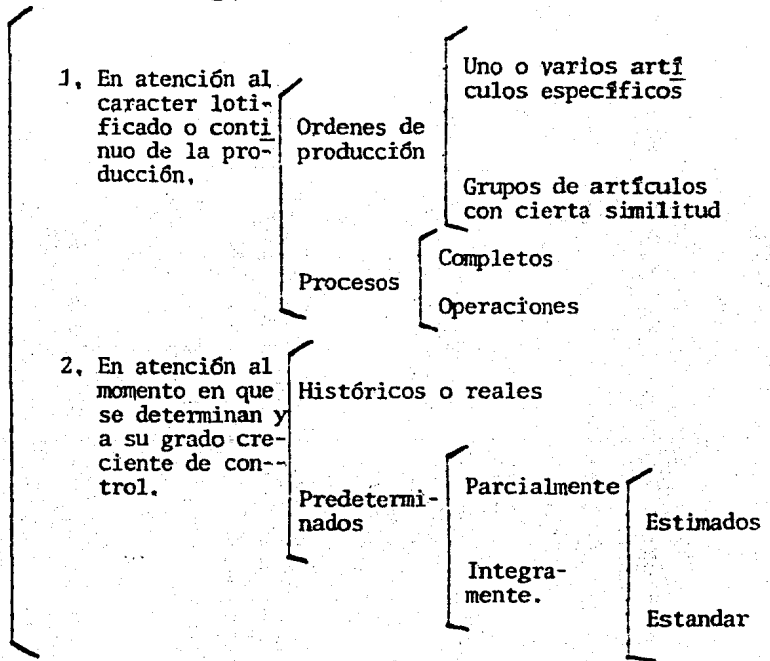 1. En atención al
caracter loti-
ficado o conti
nuo de la pro-
ducción.
Ordenes de
producción
Uno o varios artí
culos específicos
Grupos de artículos
con cierta similitud
Procesos
Completos
Operaciones
2. En atención al
momento en que
se determinan y
a su grado cre-
ciente de con--
trol.
Históricos o reales
Predetermi-
nados
Parcialmente
Integra-
mente.
Estimados
Estandar